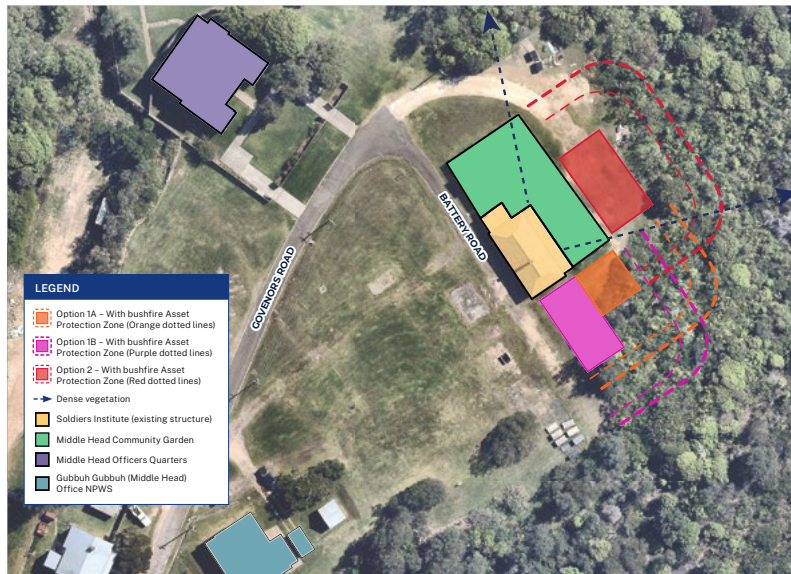 BATTERY ROAD
GOVENORS ROAD
LEGEND
Option 1A – With bushfire Asset
Protection Zone (Orange dotted lines)
Option 1B – With bushfire Asset
Protection Zone (Purple dotted lines)
Option 2 – With bushfire Asset
Protection Zone (Red dotted lines)
Dense vegetation
Soldiers Institute (existing structure)
Middle Head Community Garden
Middle Head Officers Quarters
Gubbuh Gubbuh (Middle Head)
Office NPWS